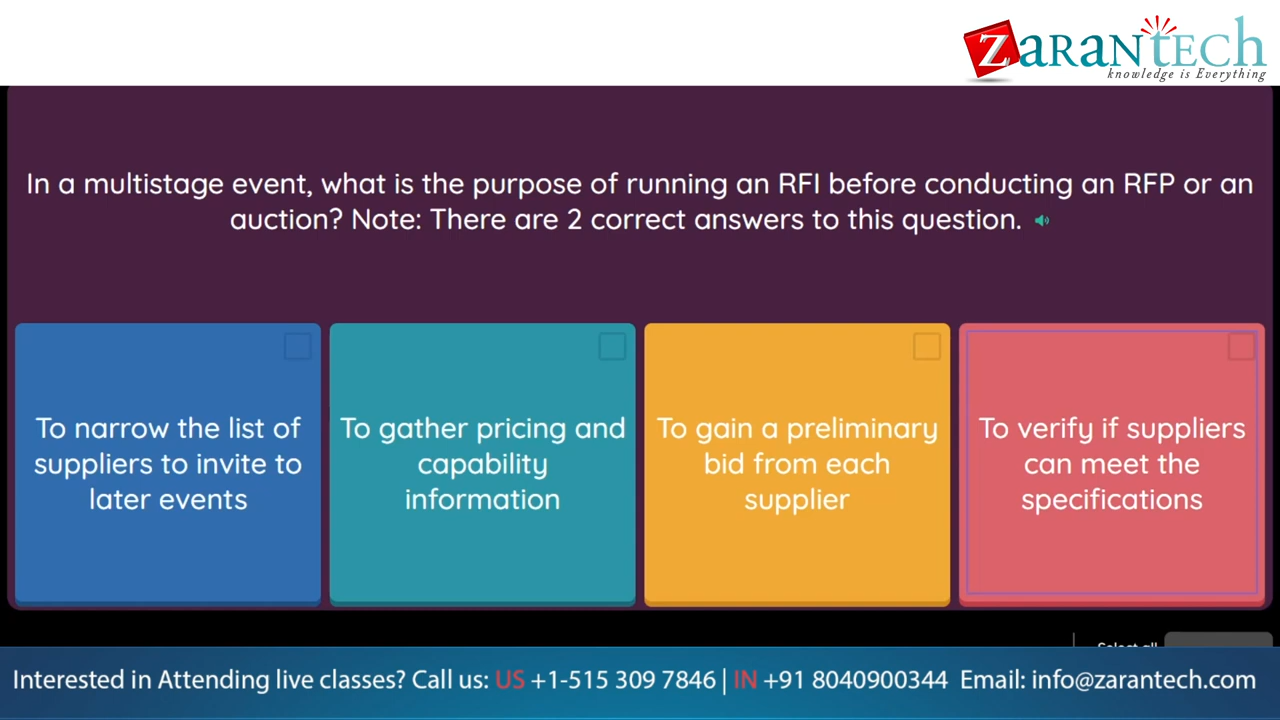 ZARANTECH
knowledge is Everything
In a multistage event, what is the purpose of running an RFI before conducting an RFP or an
auction? Note: There are 2 correct answers to this question.
To narrow the list of
suppliers to invite to
later events
To gather pricing and
capability
information
To gain a preliminary
bid from each
supplier
To verify if suppliers
can meet the
specifications
Select all
Interested in Attending live classes? Call us: US +1-515 309 7846 | IN +91 8040900344 Email: info@zarantech.com